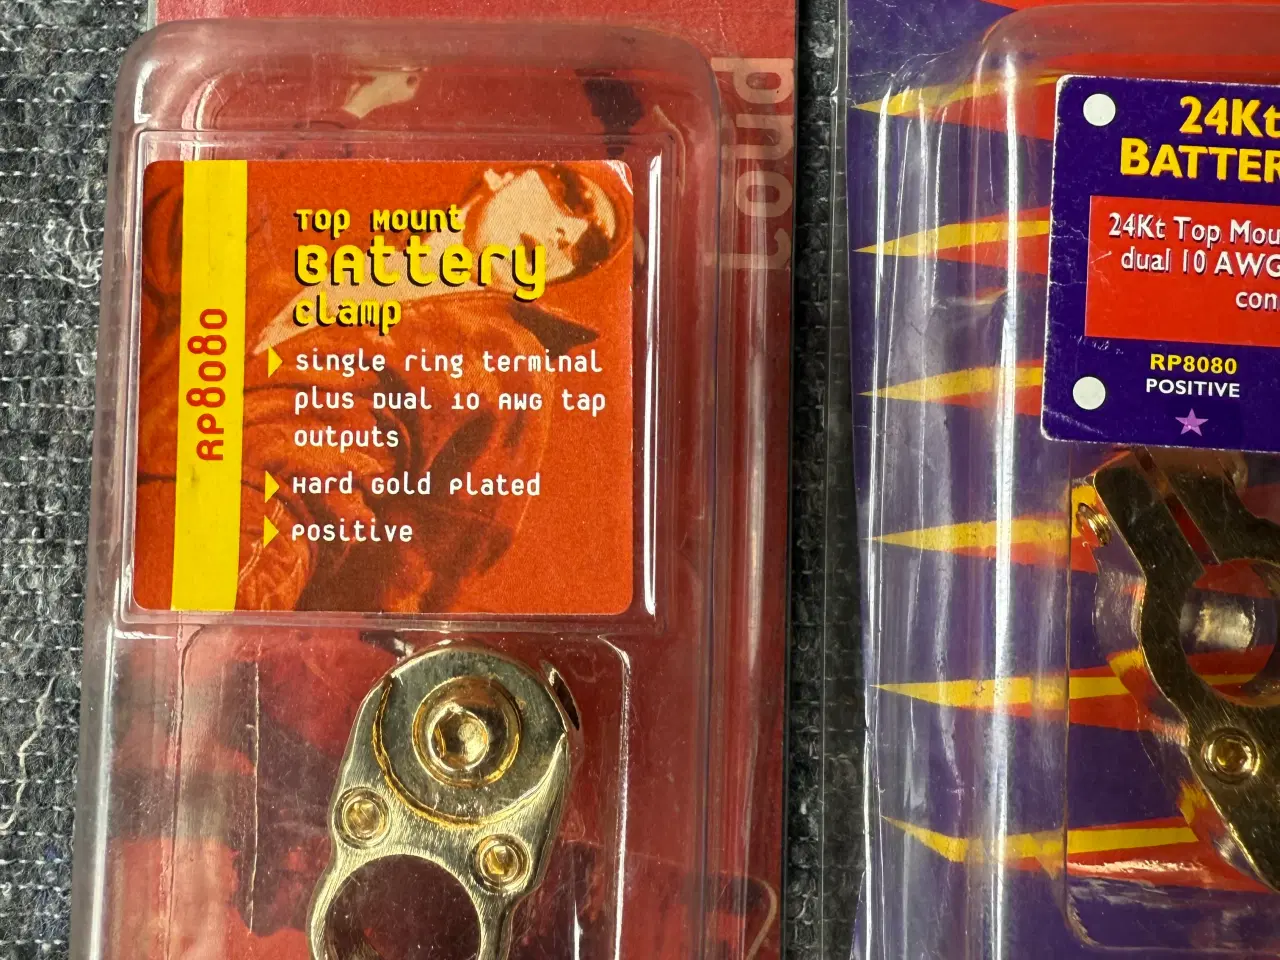 Loud
RP8080
Top Mount
Battery
clamp
single ring terminal
plus Dual 10 AWG tap
outputs
Hard Gold Plated
Positive
24Kt
BATTER
24Kt Top Mou
dual 10 AWG
con
RP8080
POSITIVE